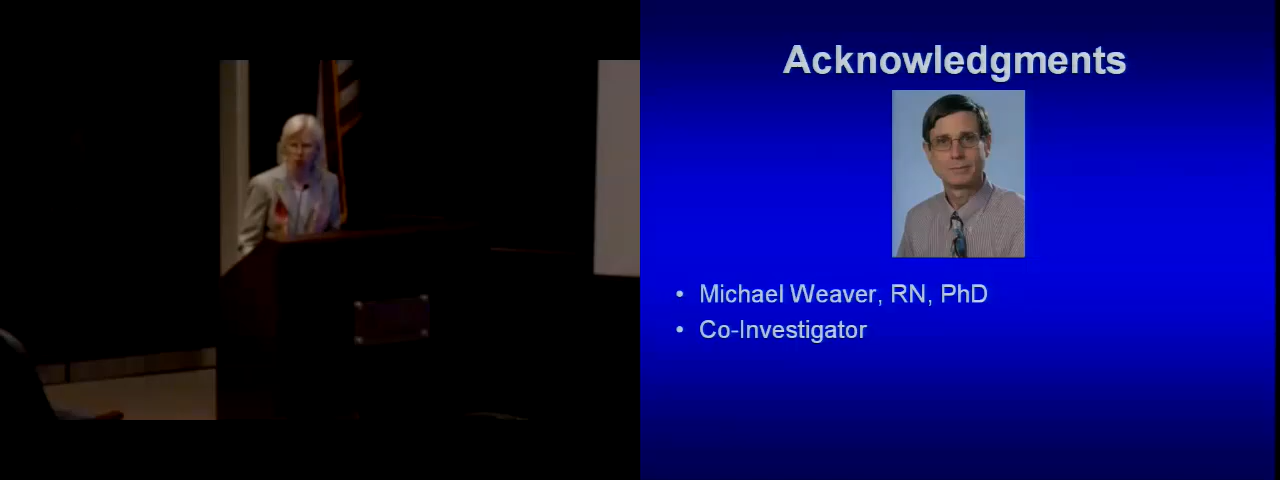 Acknowledgments
• Michael Weaver, RN, PhD
• Co-Investigator